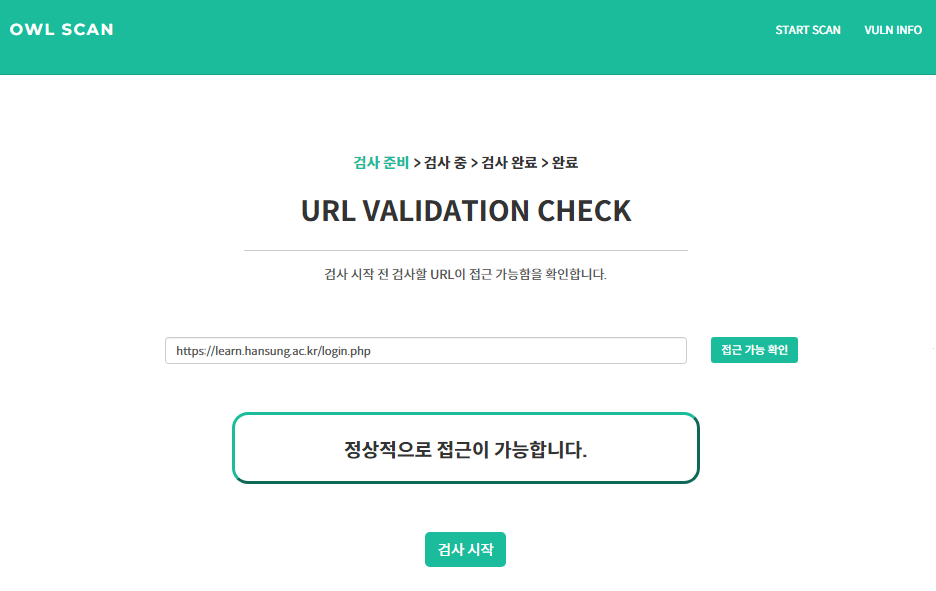 OWL SCAN
START SCAN VULN INFO
검사 준비 > 검사 중 > 검사 완료 > 완료
URL VALIDATION CHECK
검사 시작 전 검사할 URL이 접근 가능함을 확인합니다.
https://learn.hansung.ac.kr/login.php
접근 가능 확인
정상적으로 접근이 가능합니다.
검사 시작